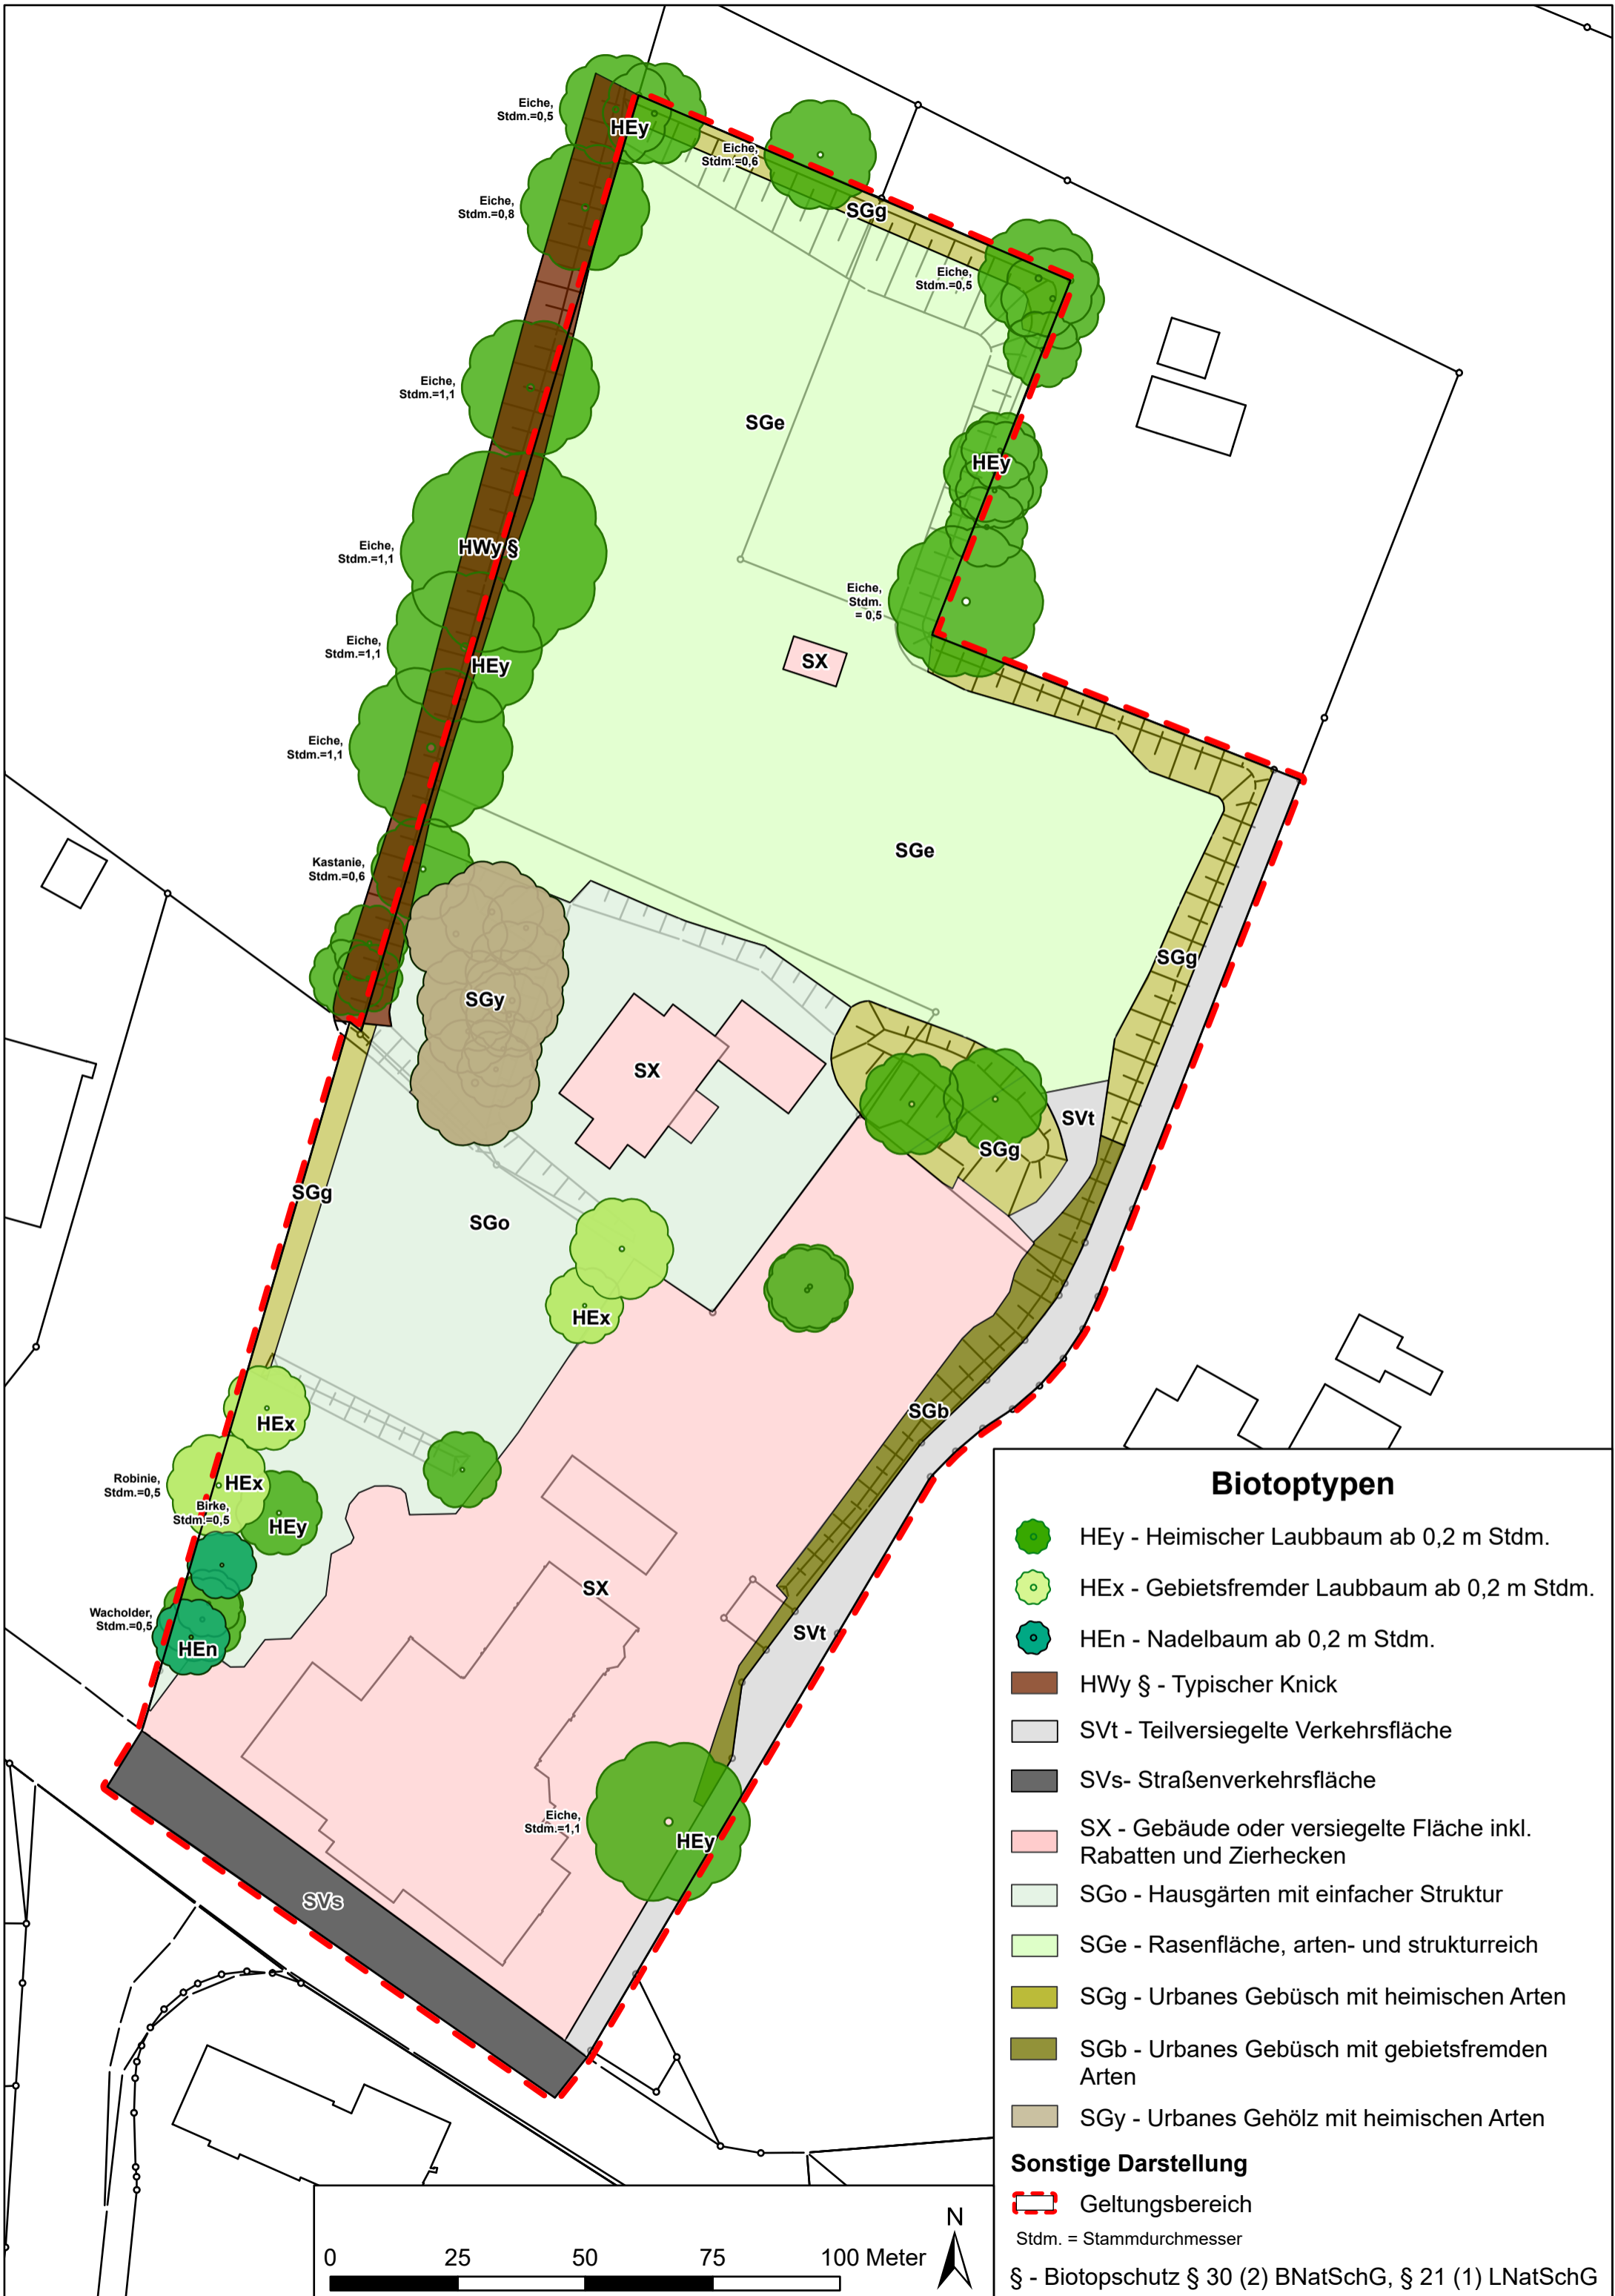 Eiche,
Stdm.=0,5
HEy
Eiche,
Stdm.=0,6
Eiche,
Stdm.=0,8
SGg
Eiche,
Stdm.=0,5
Eiche,
Stdm.=1,1
SGe
HEy
Eiche,
Stdm.=1,1
HWy §
Eiche,
Stdm.
= 0,5
Eiche,
Stdm.=1,1
HEy
SX
Eiche,
Stdm.=1,1
Kastanie,
Stdm.=0,6
SGe
SGg
SGy
SX
SVt
SGg
SGg
SGo
HEx
HEx
SGb
Robinie,
Stdm.=0,5
HEx
Birke,
Stdm.=0,5
HEy
SX
Wacholder,
Stdm.=0,5
HEn
SVt
Eiche,
Stdm.=1,1
HEy
SVs
Biotoptypen
HEy - Heimischer Laubbaum ab 0,2 m Stdm.
HEx - Gebietsfremder Laubbaum ab 0,2 m Stdm.
HEn - Nadelbaum ab 0,2 m Stdm.
HWy § - Typischer Knick
SVt - Teilversiegelte Verkehrsfläche
SVs- Straßenverkehrsfläche
SX - Gebäude oder versiegelte Fläche inkl.
Rabatten und Zierhecken
SGo - Hausgärten mit einfacher Struktur
SGe - Rasenfläche, arten- und strukturreich
SGg - Urbanes Gebüsch mit heimischen Arten
SGb - Urbanes Gebüsch mit gebietsfremden
Arten
SGy - Urbanes Gehölz mit heimischen Arten
Sonstige Darstellung
Geltungsbereich
Stdm. = Stammdurchmesser
§ - Biotopschutz § 30 (2) BNatSchG, § 21 (1) LNatSchG
N
0 25 50 75 100 Meter